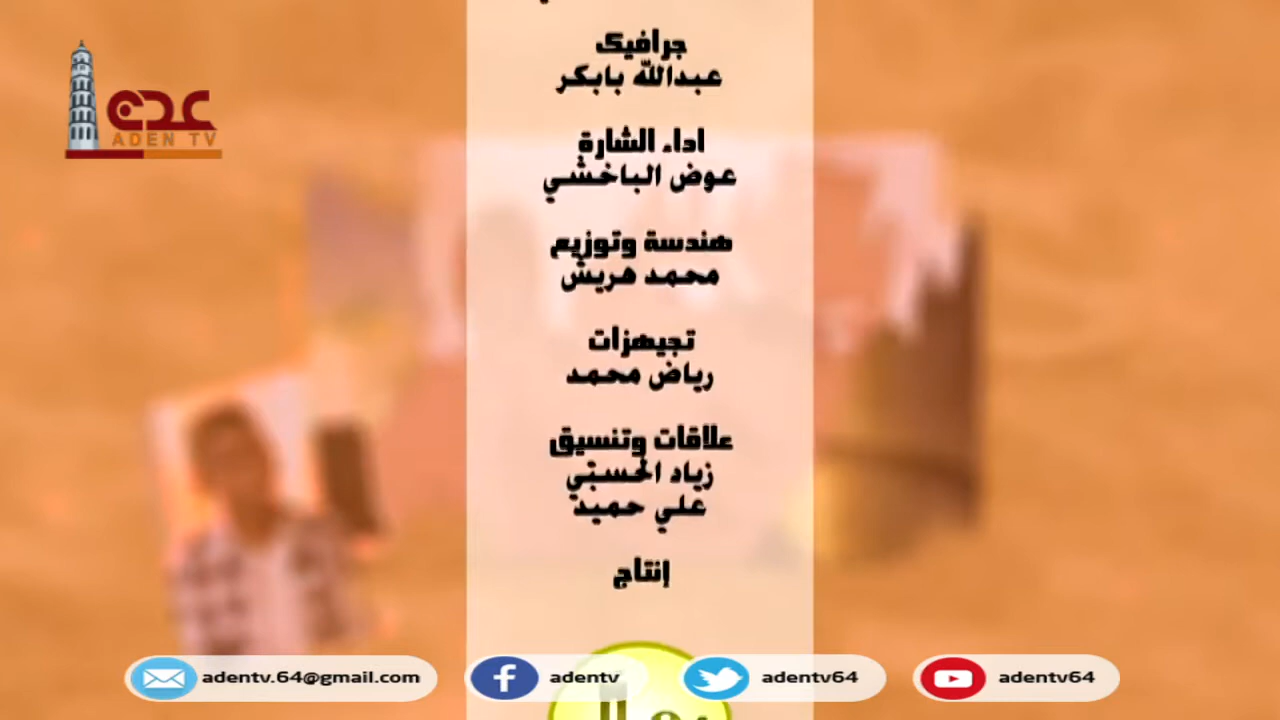 عدن
ADEN TV
جرافيك
عبدالله بابكر
اداء الشارة
عوض الباخشي
هندسة وتوزيع
محمد هريش
تجيهزات
رياض محمد
علاقات وتنسيق
زياد الحسني
علي حميد
إنتاج
adentv.64@gmail.com
adentv
adentv64
adentv64